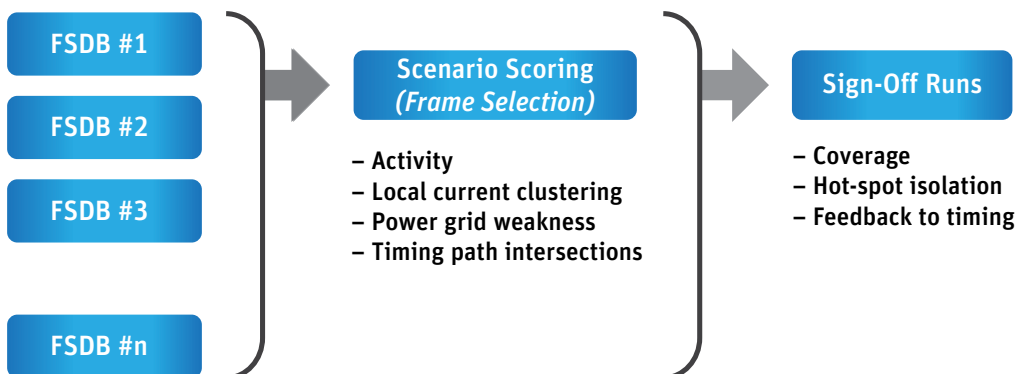 FSDB #1
FSDB #2
FSDB #3
FSDB #n
Scenario Scoring
(Frame Selection)
– Activity
– Local current clustering
– Power grid weakness
– Timing path intersections
Sign-Off Runs
– Coverage
– Hot-spot isolation
– Feedback to timing